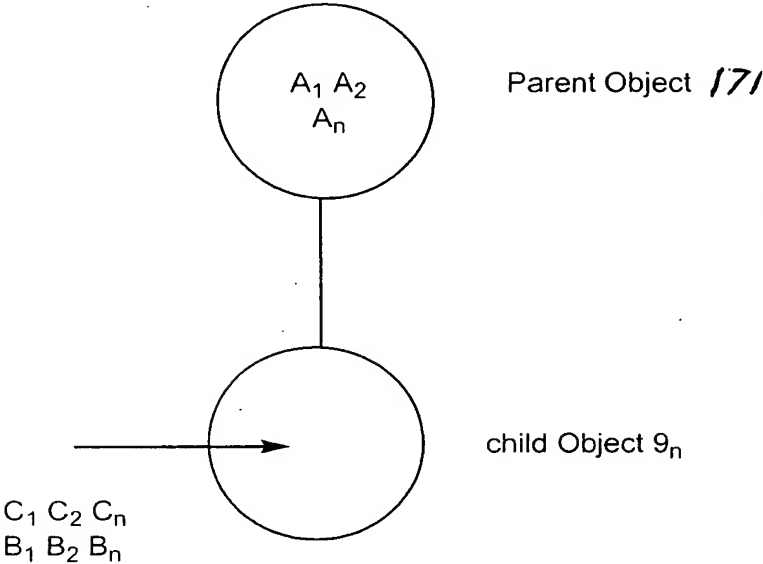 A₁ A₂
Aₙ
Parent Object 171
child Object 9ₙ
C₁ C₂ Cₙ
B₁ B₂ Bₙ